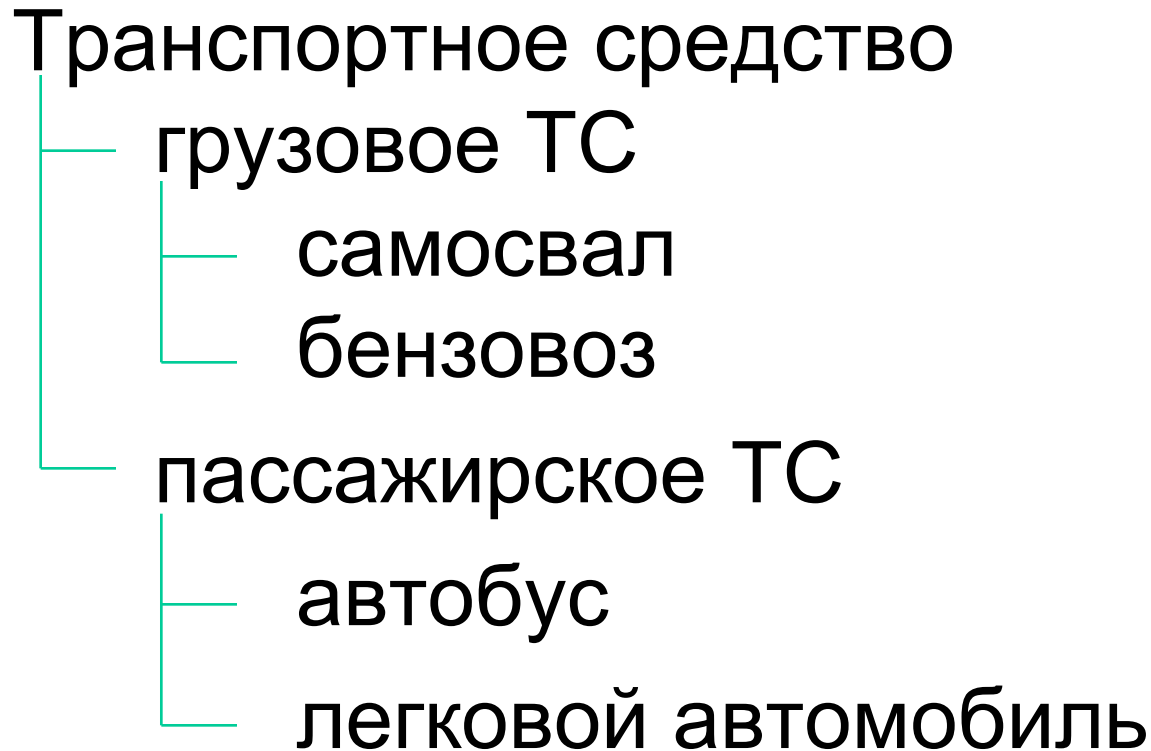 Транспортное средство
грузовое ТС
самосвал
бензовоз
пассажирское ТС
автобус
легковой автомобиль